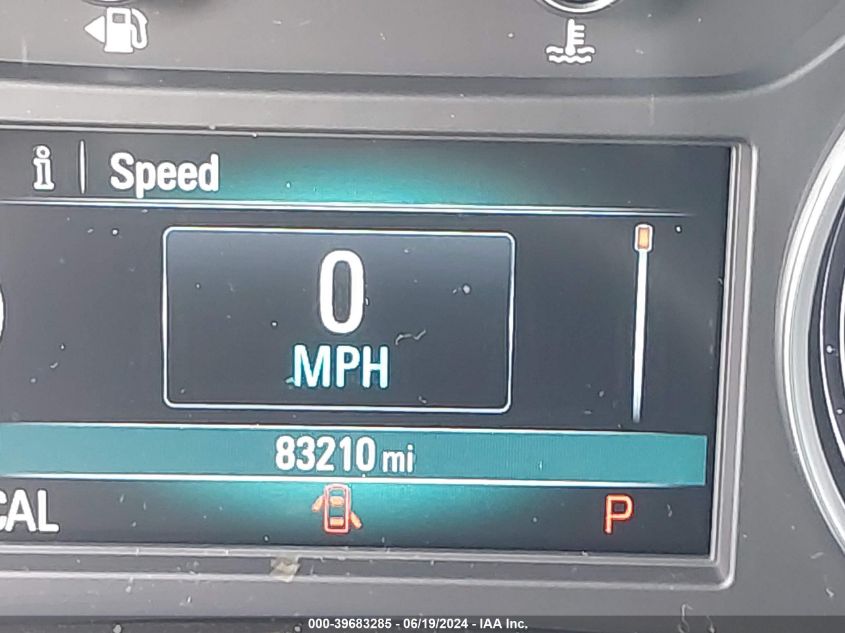 i | Speed
0
MPH
83210 mi
CAL P
000-39683285 - 06/19/2024 - IAA Inc.